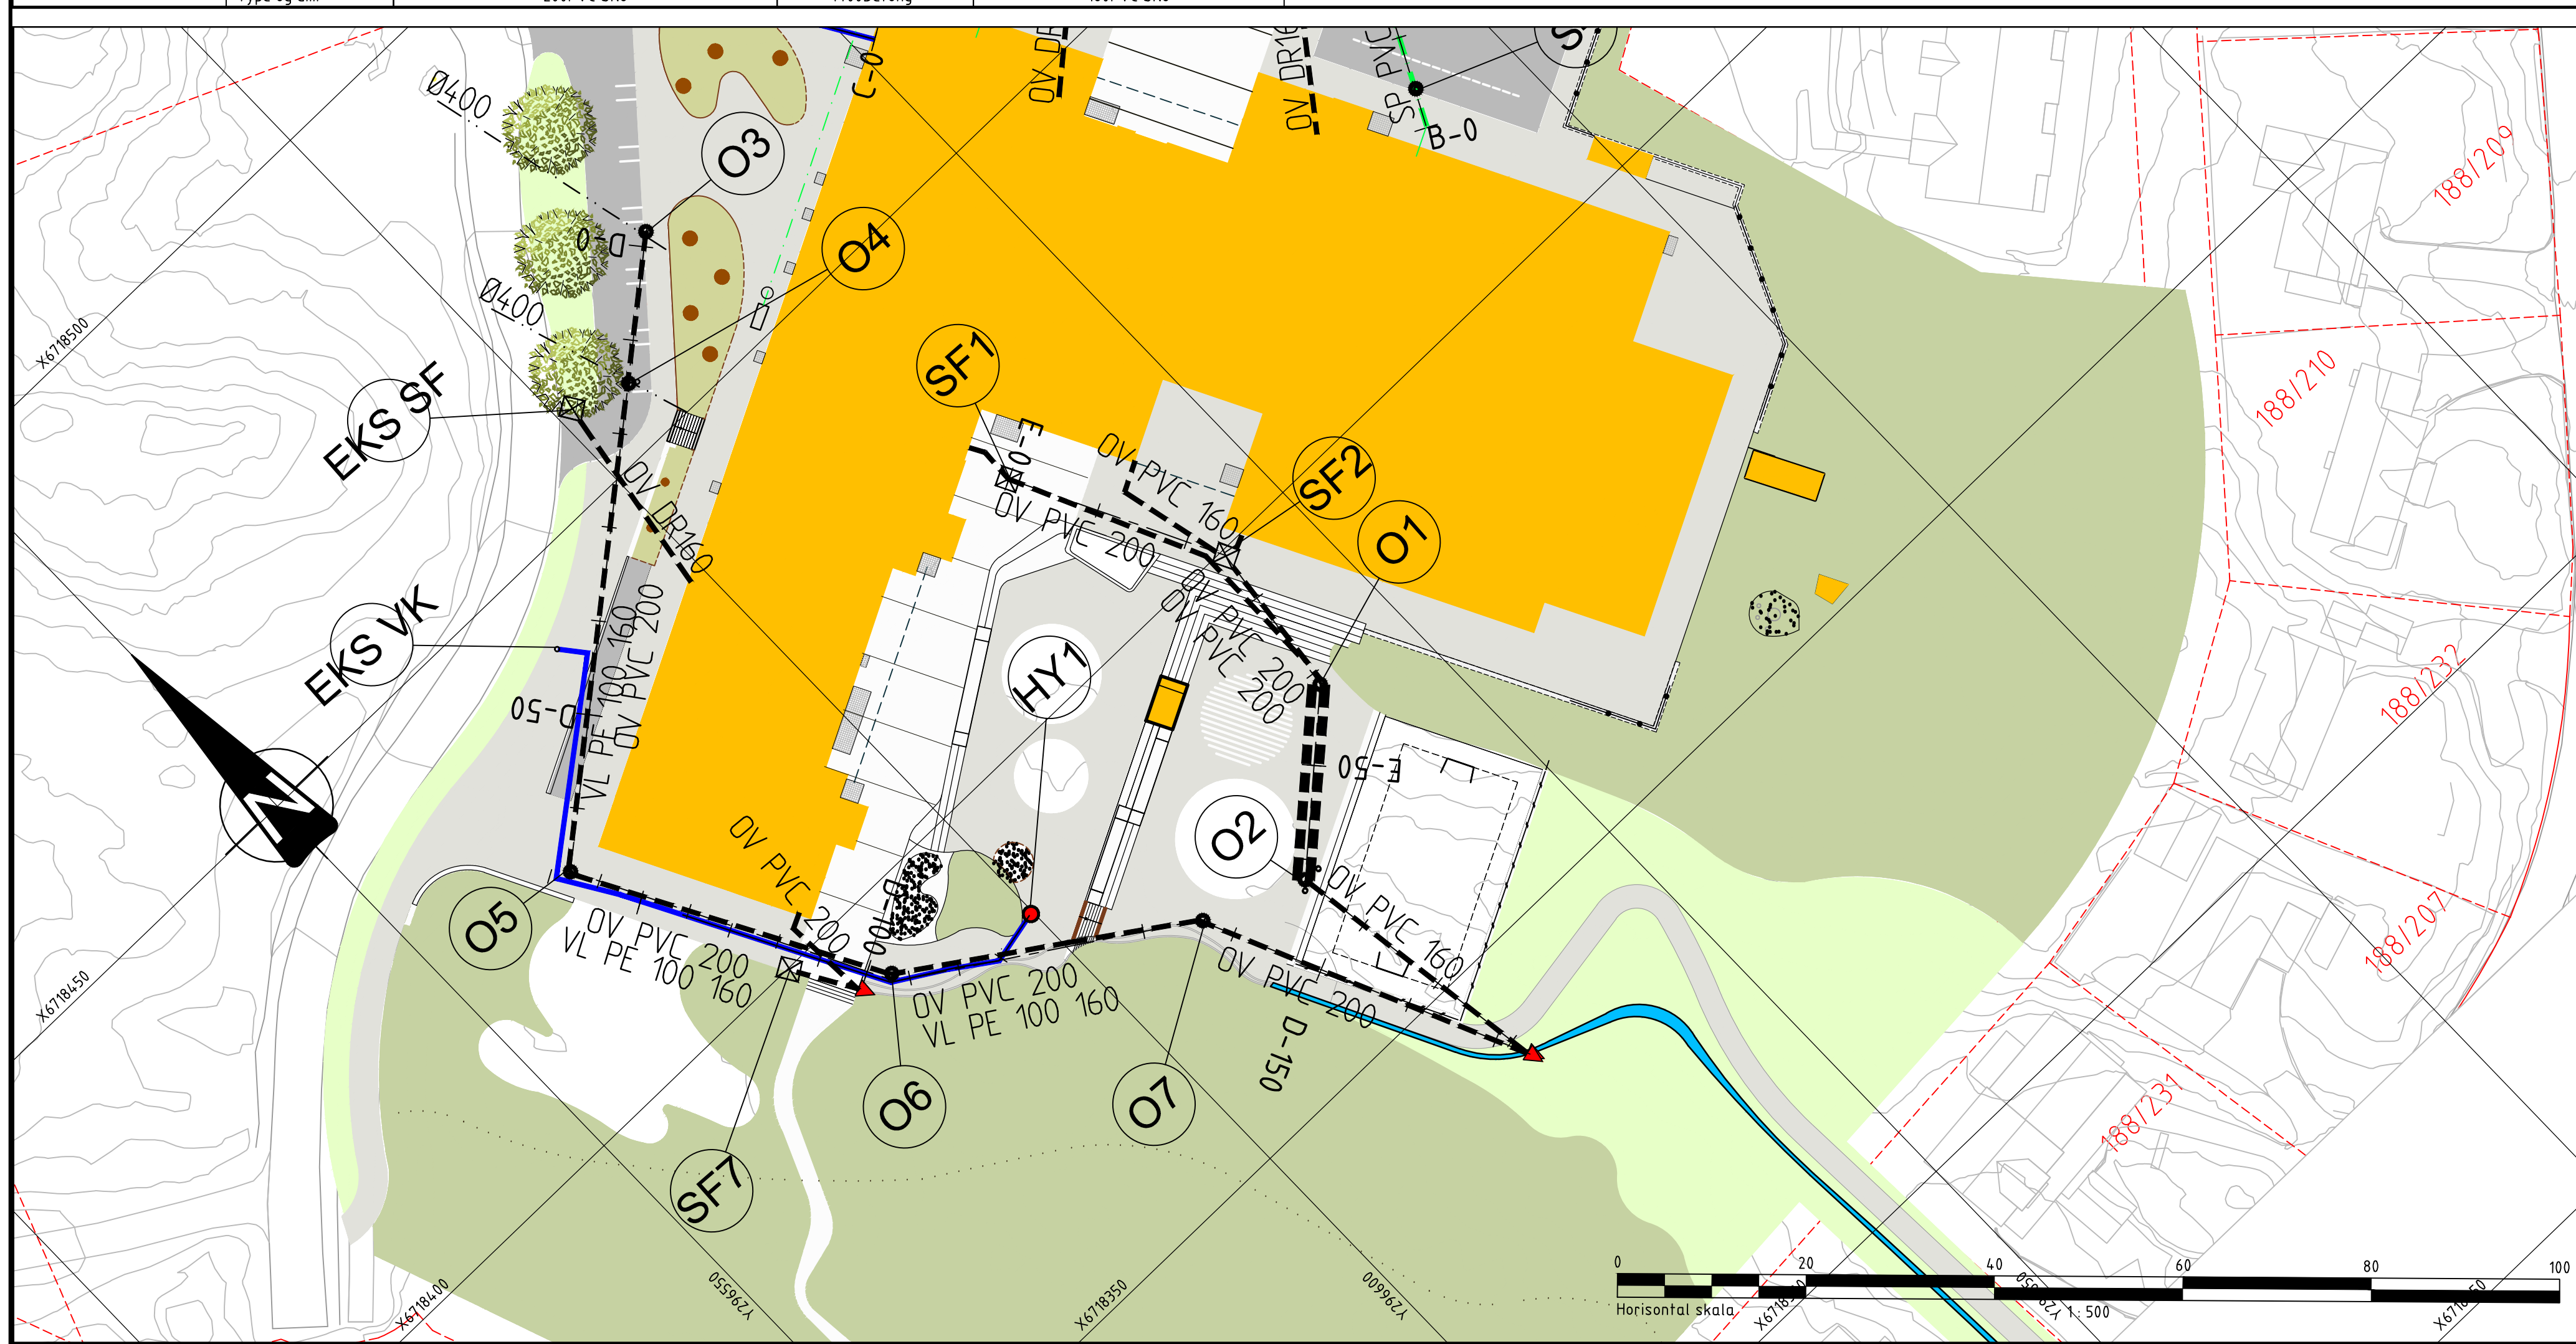 Ø400
O3
C-0
OV DR16
SP PVC
B-0
188/209
D-0
O4
X6718500
Ø400
SF1
188/210
EKS SF
E-0
OV PVC 160
SF2
OV DR160
OV PVC 200
O1
EKS VK
VL PE 100 160
OV PVC 200
OV PVC 200
OV PVC 200
HY1
188/232
D-50
E-50
N
OV PVC 200
O2
O5
D-100
OV PVC 160
188/207
X6718450
OV PVC 200
VL PE 100 160
OV PVC 200
VL PE 100 160
OV PVC 200
D-150
O6
O7
188/231
SF7
X6718400
Y296550
X6718350
Y296600
0 20 40 60 80 100
Horisontal skala
1:500